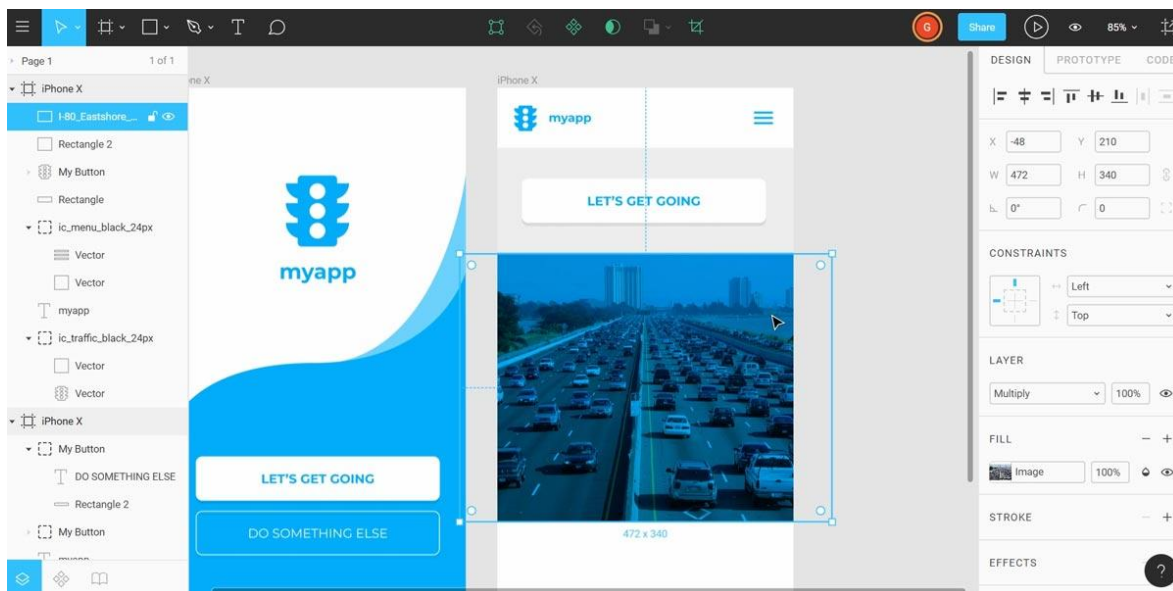 G
Share
85%
Page 1
1 of 1
iPhone X
I-80_Eastshore_...
Rectangle 2
My Button
Rectangle
ic_menu_black_24px
Vector
Vector
myapp
ic_traffic_black_24px
Vector
Vector
iPhone X
My Button
DO SOMETHING ELSE
Rectangle 2
My Button
ne X
myapp
LET'S GET GOING
DO SOMETHING ELSE
iPhone X
myapp
LET'S GET GOING
472 x 340
DESIGN PROTOTYPE CODE
X -48 Y 210
W 472 H 340
0° 0
CONSTRAINTS
Left
Top
LAYER
Multiply 100%
FILL
Image 100%
STROKE
EFFECTS
?